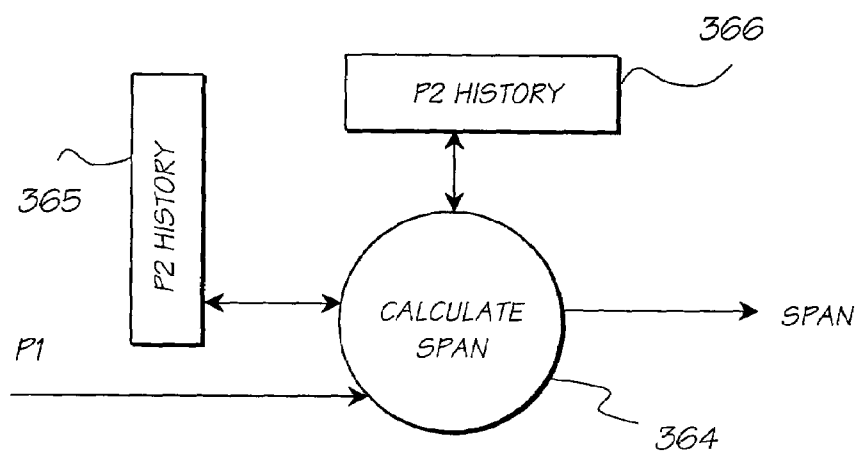 366
P2 HISTORY
P2 HISTORY
365
CALCULATE
SPAN
SPAN
P1
364